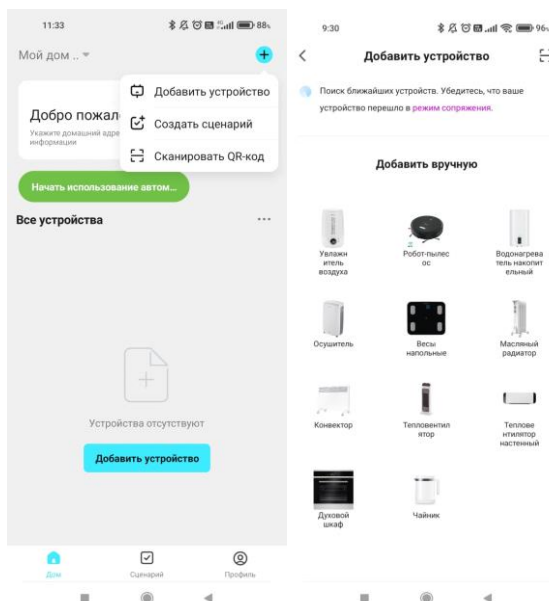 11:33
88%
Мой дом ..
Добавить устройство
Создать сценарий
Сканировать QR-код
Добро пожал
Укажите домашний адре
информации
Начать использование автом...
Все устройства
...
Устройства отсутствуют
Добавить устройство
Дом
Сценарий
Профиль
9:30
96%
Добавить устройство
Поиск ближайших устройств. Убедитесь, что ваше
устройство перешло в режим сопряжения.
Добавить вручную
Увлажн
итель
воздуха
Робот-пылес
ос
Водонагрева
тель накопит
ельный
Осушитель
Весы
напольные
Масляный
радиатор
Конвектор
Тепловентил
ятор
Теплове
нтилятор
настенный
Духовой
шкаф
Чайник